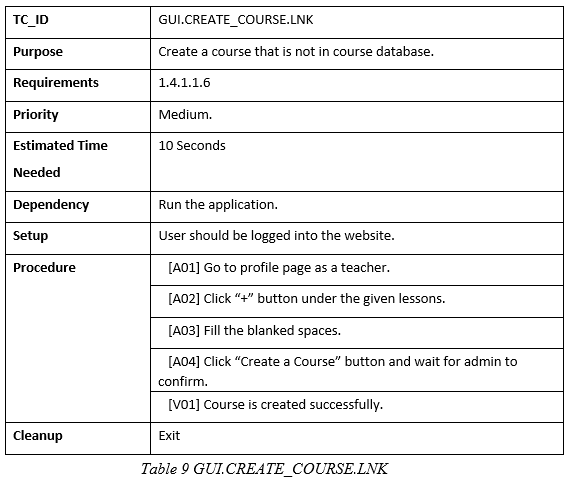 TC_ID GUI.CREATE_COURSE.LNK
Purpose Create a course that is not in course database.
Requirements 1.4.1.1.6
Priority Medium.
Estimated Time 10 Seconds
Needed
Dependency Run the application.
Setup User should be logged into the website.
Procedure [A01] Go to profile page as a teacher.
[A02] Click “+” button under the given lessons.
[A03] Fill the blanked spaces.
[A04] Click “Create a Course” button and wait for admin to
confirm.
[V01] Course is created successfully.
Cleanup Exit
Table 9 GUI.CREATE_COURSE.LNK